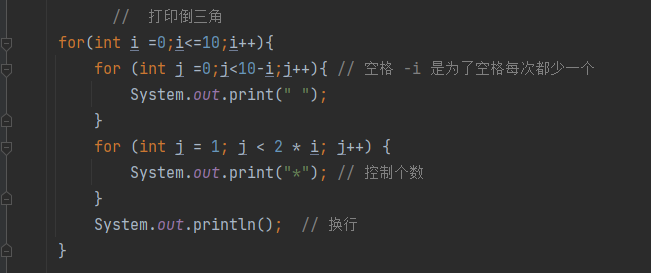 //  打印倒三角
for(int i =0;i<=10;i++){
for (int j =0;j<10-i;j++){ // 空格 -i 是为了空格每次都少一个
System.out.print(" ");
}
for (int j = 1; j < 2 * i; j++) {
System.out.print("*"); // 控制个数
}
System.out.println();  // 换行
}